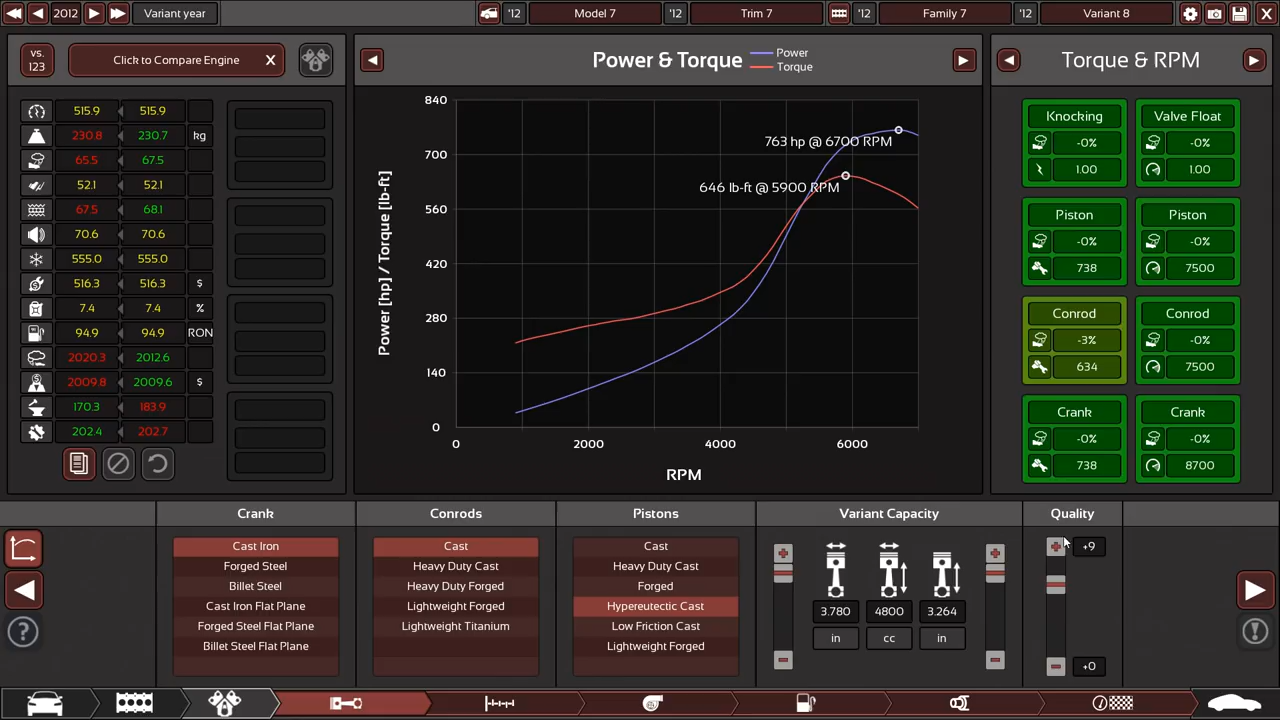 2012
Variant year
'12
Model 7
'12
Trim 7
'12
Family 7
'12
Variant 8
vs.
123
Click to Compare Engine
X
Power & Torque
Power
Torque
Torque & RPM
515.9 515.9
230.8 230.7 kg
65.5 67.5
52.1 52.1
67.5 68.1
70.6 70.6
555.0 555.0
516.3 516.3 $
7.4 7.4 %
94.9 94.9 RON
2020.3 2012.6
2009.8 2009.6 $
170.3 183.9
202.4 202.7
Power [hp] / Torque [lb-ft]
840
700
560
420
280
140
0
763 hp @ 6700 RPM
646 lb-ft @ 5900 RPM
0 2000 4000 6000
RPM
Knocking Valve Float
-0% -0%
1.00 1.00
Piston Piston
-0% -0%
738 7500
Conrod Conrod
-3% -0%
634 7500
Crank Crank
-0% -0%
738 8700
Crank
Cast Iron
Forged Steel
Billet Steel
Cast Iron Flat Plane
Forged Steel Flat Plane
Billet Steel Flat Plane
Conrods
Cast
Heavy Duty Cast
Heavy Duty Forged
Lightweight Forged
Lightweight Titanium
Pistons
Cast
Heavy Duty Cast
Forged
Hypereutectic Cast
Low Friction Cast
Lightweight Forged
Variant Capacity
3.780 4800 3.264
in cc in
Quality
+9
+0
?